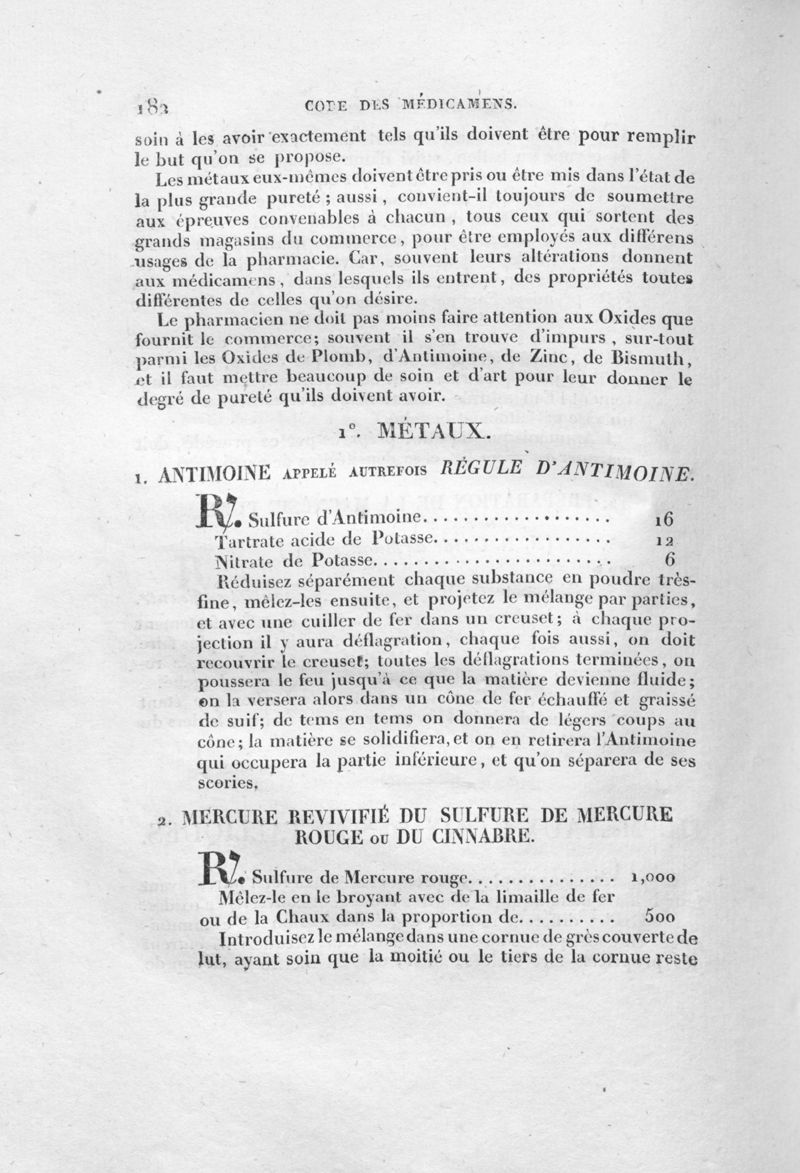 182 CODE DES MÉDICAMENS.
soin à les avoir exactement tels qu'ils doivent être pour remplir
le but qu'on se propose.
Les métaux eux-mêmes doivent être pris ou être mis dans l'état de
la plus grande pureté ; aussi, convient-il toujours de soumettre
aux épreuves convenables à chacun , tous ceux qui sortent des
grands magasins du commerce, pour être employés aux différens
usages de la pharmacie. Car, souvent leurs altérations donnent
aux médicamens, dans lesquels ils entrent, des propriétés toutes
différentes de celles qu'on désire.
Le pharmacien ne doit pas moins faire attention aux Oxides que
fournit le commerce; souvent il s'en trouve d'impurs , sur-tout
parmi les Oxides de Plomb, d'Antimoine, de Zinc, de Bismuth,
et il faut mettre beaucoup de soin et d'art pour leur donner le
degré de pureté qu'ils doivent avoir.
1°. MÉTAUX.
1. ANTIMOINE APPELÉ AUTREFOIS RÉGULE D'ANTIMOINE.
℞. Sulfure d'Antimoine................... 16
Tartrate acide de Potasse.................. 12
Nitrate de Potasse........................ 6
Réduisez séparément chaque substance en poudre très-
fine, mêlez-les ensuite, et projetez le mélange par parties,
et avec une cuiller de fer dans un creuset; à chaque pro-
jection il y aura déflagration, chaque fois aussi, on doit
recouvrir le creuset; toutes les déflagrations terminées, on
poussera le feu jusqu'à ce que la matière devienne fluide;
on la versera alors dans un cône de fer échauffé et graissé
de suif; de tems en tems on donnera de légers coups au
cône; la matière se solidifiera, et on en retirera l'Antimoine
qui occupera la partie inférieure, et qu'on séparera de ses
scories.
2. MERCURE REVIVIFIÉ DU SULFURE DE MERCURE
ROUGE OU DU CINNABRE.
℞. Sulfure de Mercure rouge............... 1,000
Mêlez-le en le broyant avec de la limaille de fer
ou de la Chaux dans la proportion de.......... 500
Introduisez le mélange dans une cornue de grès couverte de
lut, ayant soin que la moitié ou le tiers de la cornue reste